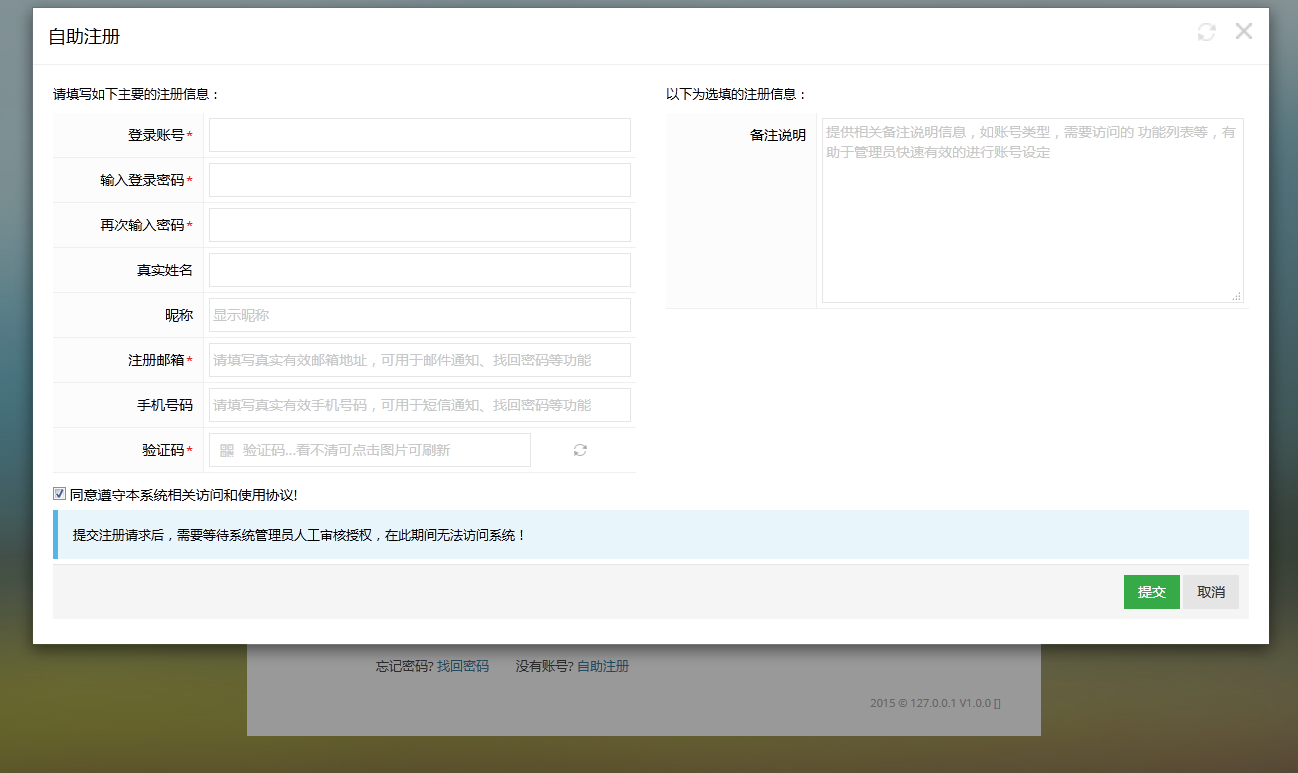 自助注册
请填写如下主要的注册信息：
登录账号*
输入登录密码*
再次输入密码*
真实姓名
昵称
显示昵称
注册邮箱*
请填写真实有效邮箱地址，可用于邮件通知、找回密码等功能
手机号码
请填写真实有效手机号码，可用于短信通知、找回密码等功能
验证码*
验证码...看不清可点击图片可刷新
以下为选填的注册信息：
备注说明
提供相关备注说明信息，如账号类型，需要访问的 功能列表等，有
助于管理员快速有效的进行账号设定
同意遵守本系统相关访问和使用协议!
提交注册请求后，需要等待系统管理员人工审核授权，在此期间无法访问系统！
提交 取消
忘记密码? 找回密码 没有账号? 自助注册
2015 © 127.0.0.1 V1.0.0 []